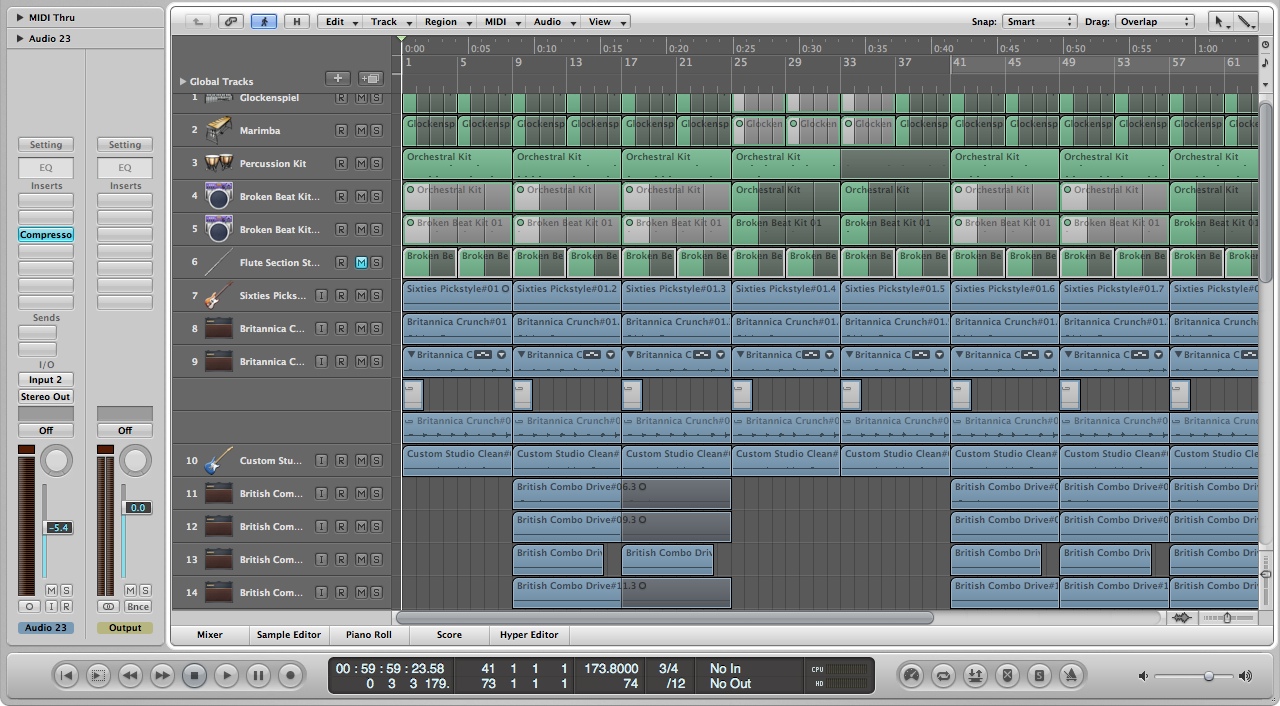 MIDI Thru
Audio 23
H Edit Track Region MIDI Audio View Snap: Smart Drag: Overlap
0:00 0:05 0:10 0:15 0:20 0:25 0:30 0:35 0:40 0:45 0:50 0:55 1:00
1 5 9 13 17 21 25 29 33 41 45 49 53 57 61
Global Tracks
1 Glockenspiel R M S
2 Marimba R M S Glockensp Glockensp Glockensp Glockensp Glockensp Glockensp Glocken Glocken Glocken Glockensp Glockensp Glockensp Glockensp Glockensp Glockensp
3 Percussion Kit R M S Orchestral Kit Orchestral Kit Orchestral Kit Orchestral Kit Orchestral Kit Orchestral Kit Orchestral Kit
4 Broken Beat Kit... R M S Orchestral Kit Orchestral Kit Orchestral Kit Orchestral Kit Orchestral Kit Orchestral Kit Orchestral Kit Orchestral Kit
5 Broken Beat Kit... R M S Broken Beat Kit 01 Broken Beat Kit 01 Broken Beat Kit 01 Broken Beat Kit 01 Broken Beat Kit 01 Broken Beat Kit 01 Broken Beat Kit 01 Broken Beat Kit 01
6 Flute Section St... R M S Broken Be Broken Be Broken Be Broken Be Broken Be Broken Be Broken Be Broken Be Broken Be Broken Be Broken Be Broken Be Broken Be Broken Be Broken Be
7 Sixties Picks... I R M S Sixties Pickstyle#01 Sixties Pickstyle#01.2 Sixties Pickstyle#01.3 Sixties Pickstyle#01.4 Sixties Pickstyle#01.5 Sixties Pickstyle#01.6 Sixties Pickstyle#01.7 Sixties Pickstyle
8 Britannica C... I R M S Britannica Crunch#01 Britannica Crunch#01. Britannica Crunch#01. Britannica Crunch#01. Britannica Crunch#01. Britannica Crunch#01. Britannica Crunch#01. Britannica Crun
9 Britannica C... I R M S Britannica C Britannica C Britannica C Britannica C Britannica C Britannica C Britannica C Britannica C
Britannica Crunch#0 Britannica Crunch#0 Britannica Crunch#0 Britannica Crunch#0 Britannica Crunch#0 Britannica Crunch#0 Britannica Crunch#0 Britannica Cru
10 Custom Stu... I R M S Custom Studio Clean# Custom Studio Clean# Custom Studio Clean# Custom Studio Clean# Custom Studio Clean# Custom Studio Clean# Custom Studio Clean# Custom Studio
11 British Com... I R M S British Combo Drive#06.3 British Combo Drive#0 British Combo Drive#0 British Combo
12 British Com... I R M S British Combo Drive#09.3 British Combo Drive#0 British Combo Drive#0 British Combo
13 British Com... I R M S British Combo Driv British Combo Driv British Combo Driv British Combo Driv British Combo
14 British Com... I R M S British Combo Drive#11.3 British Combo Drive#1 British Combo Drive#1 British Combo
Setting Setting
EQ EQ
Inserts Inserts
Compresso
Sends
I/O
Input 2
Stereo Out
Off Off
-5.4 0.0
M S M S
I R Bnce
Audio 23 Output
Mixer Sample Editor Piano Roll Score Hyper Editor
00 : 59 : 59 : 23.58 41 1 1 1 173.8000 3/4 No In CPU
0 3 3 179. 73 1 1 1 74 /12 No Out HD
S